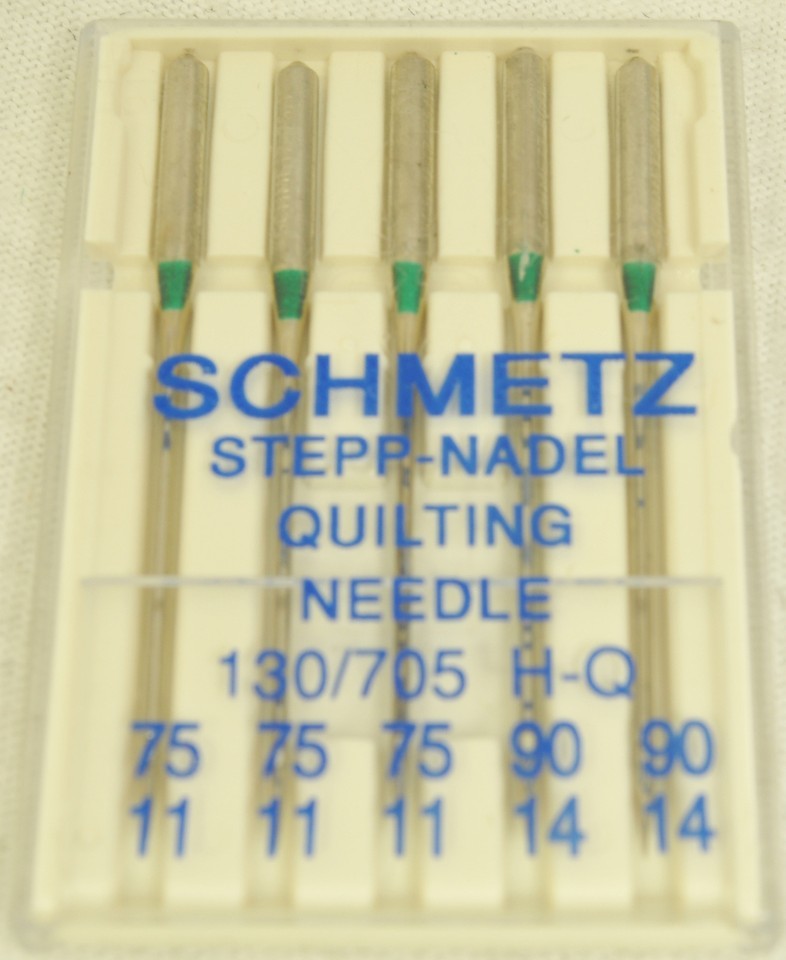 SCHMETZ
STEPP-NADEL
QUILTING
NEEDLE
130/705 H-Q
75 75 75 90 90
11 11 11 14 14